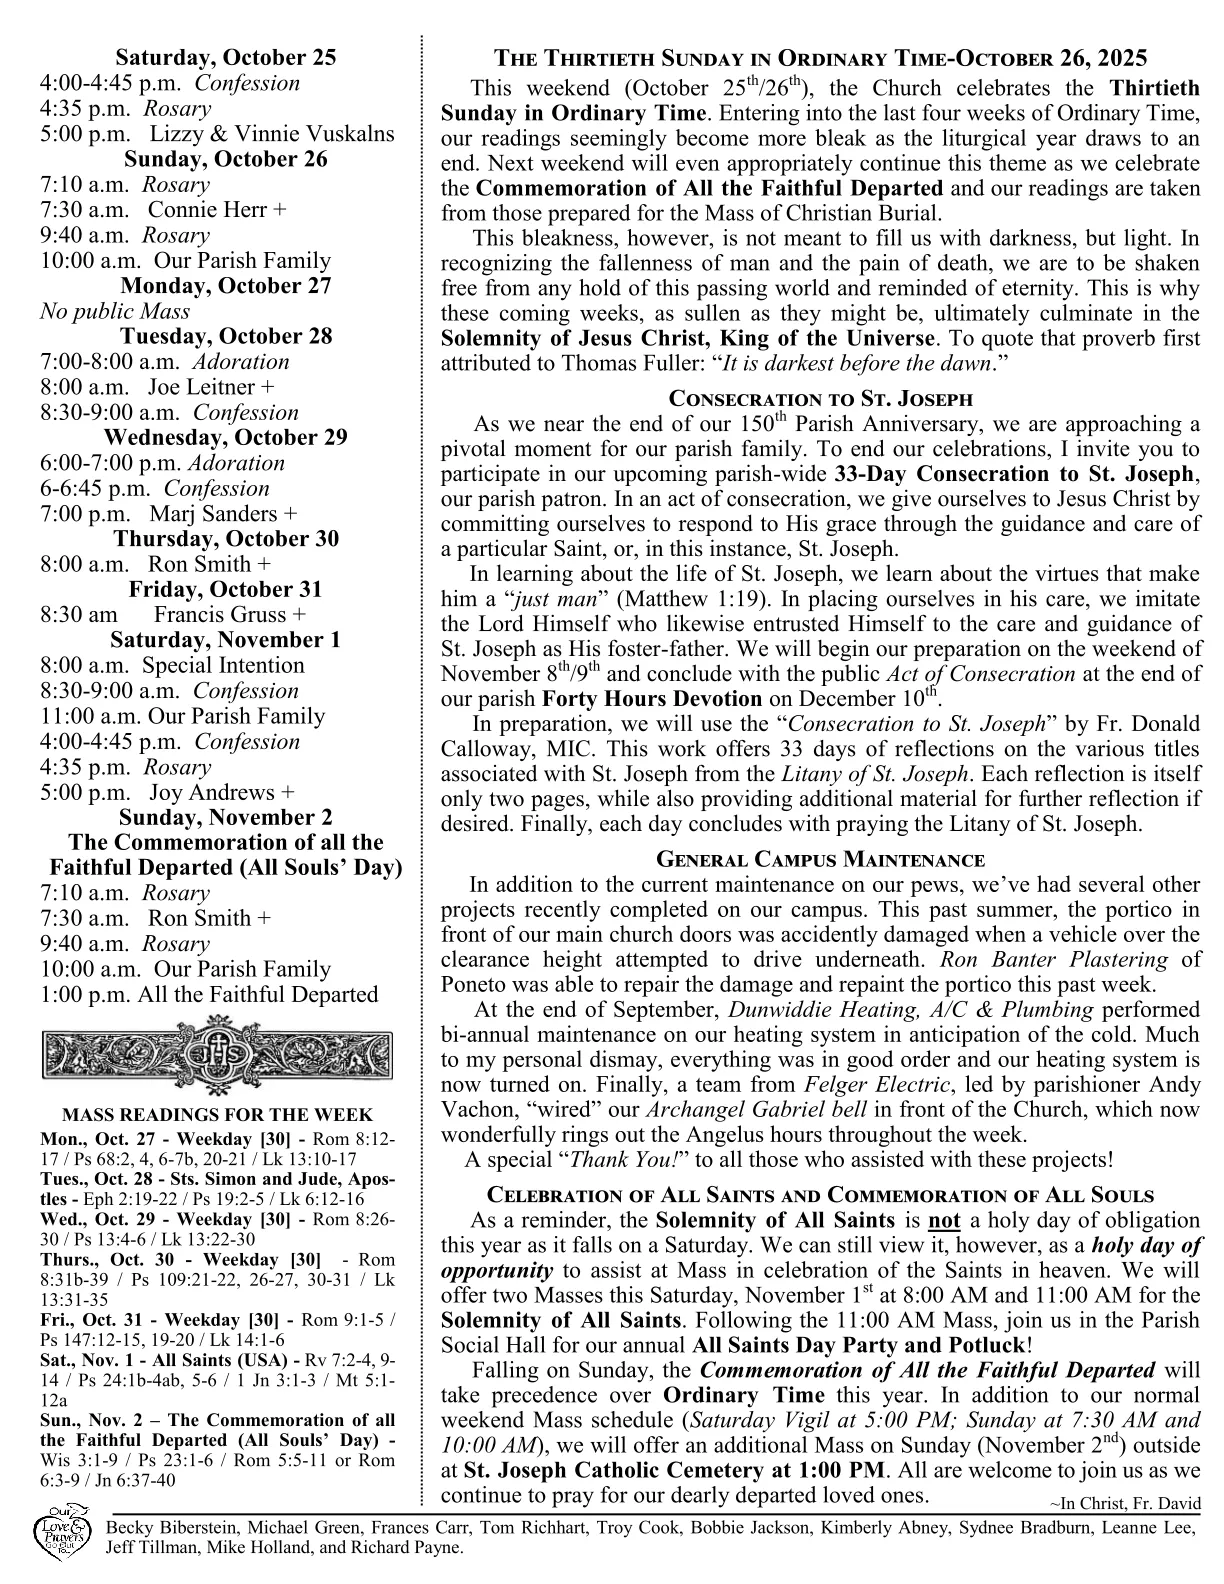 Saturday, October 25
4:00-4:45 p.m. Confession
4:35 p.m. Rosary
5:00 p.m. Lizzy & Vinnie Vuskalns
Sunday, October 26
7:10 a.m. Rosary
7:30 a.m. Connie Herr +
9:40 a.m. Rosary
10:00 a.m. Our Parish Family
Monday, October 27
No public Mass
Tuesday, October 28
7:00-8:00 a.m. Adoration
8:00 a.m. Joe Leitner +
8:30-9:00 a.m. Confession
Wednesday, October 29
6:00-7:00 p.m. Adoration
6-6:45 p.m. Confession
7:00 p.m. Marj Sanders +
Thursday, October 30
8:00 a.m. Ron Smith +
Friday, October 31
8:30 am Francis Gruss +
Saturday, November 1
8:00 a.m. Special Intention
8:30-9:00 a.m. Confession
11:00 a.m. Our Parish Family
4:00-4:45 p.m. Confession
4:35 p.m. Rosary
5:00 p.m. Joy Andrews +
Sunday, November 2
The Commemoration of all the
Faithful Departed (All Souls’ Day)
7:10 a.m. Rosary
7:30 a.m. Ron Smith +
9:40 a.m. Rosary
10:00 a.m. Our Parish Family
1:00 p.m. All the Faithful Departed
JHS
MASS READINGS FOR THE WEEK
Mon., Oct. 27 - Weekday [30] - Rom 8:12-
17 / Ps 68:2, 4, 6-7b, 20-21 / Lk 13:10-17
Tues., Oct. 28 - Sts. Simon and Jude, Apos-
tles - Eph 2:19-22 / Ps 19:2-5 / Lk 6:12-16
Wed., Oct. 29 - Weekday [30] - Rom 8:26-
30 / Ps 13:4-6 / Lk 13:22-30
Thurs., Oct. 30 - Weekday [30] - Rom
8:31b-39 / Ps 109:21-22, 26-27, 30-31 / Lk
13:31-35
Fri., Oct. 31 - Weekday [30] - Rom 9:1-5 /
Ps 147:12-15, 19-20 / Lk 14:1-6
Sat., Nov. 1 - All Saints (USA) - Rv 7:2-4, 9-
14 / Ps 24:1b-4ab, 5-6 / 1 Jn 3:1-3 / Mt 5:1-
12a
Sun., Nov. 2 – The Commemoration of all
the Faithful Departed (All Souls’ Day) -
Wis 3:1-9 / Ps 23:1-6 / Rom 5:5-11 or Rom
6:3-9 / Jn 6:37-40
THE THIRTIETH SUNDAY IN ORDINARY TIME-OCTOBER 26, 2025
This weekend (October 25th/26th), the Church celebrates the Thirtieth
Sunday in Ordinary Time. Entering into the last four weeks of Ordinary Time,
our readings seemingly become more bleak as the liturgical year draws to an
end. Next weekend will even appropriately continue this theme as we celebrate
the Commemoration of All the Faithful Departed and our readings are taken
from those prepared for the Mass of Christian Burial.
This bleakness, however, is not meant to fill us with darkness, but light. In
recognizing the fallenness of man and the pain of death, we are to be shaken
free from any hold of this passing world and reminded of eternity. This is why
these coming weeks, as sullen as they might be, ultimately culminate in the
Solemnity of Jesus Christ, King of the Universe. To quote that proverb first
attributed to Thomas Fuller: “It is darkest before the dawn.”
CONSECRATION TO ST. JOSEPH
As we near the end of our 150th Parish Anniversary, we are approaching a
pivotal moment for our parish family. To end our celebrations, I invite you to
participate in our upcoming parish-wide 33-Day Consecration to St. Joseph,
our parish patron. In an act of consecration, we give ourselves to Jesus Christ by
committing ourselves to respond to His grace through the guidance and care of
a particular Saint, or, in this instance, St. Joseph.
In learning about the life of St. Joseph, we learn about the virtues that make
him a “just man” (Matthew 1:19). In placing ourselves in his care, we imitate
the Lord Himself who likewise entrusted Himself to the care and guidance of
St. Joseph as His foster-father. We will begin our preparation on the weekend of
November 8th/9th and conclude with the public Act of Consecration at the end of
our parish Forty Hours Devotion on December 10th.
In preparation, we will use the “Consecration to St. Joseph” by Fr. Donald
Calloway, MIC. This work offers 33 days of reflections on the various titles
associated with St. Joseph from the Litany of St. Joseph. Each reflection is itself
only two pages, while also providing additional material for further reflection if
desired. Finally, each day concludes with praying the Litany of St. Joseph.
GENERAL CAMPUS MAINTENANCE
In addition to the current maintenance on our pews, we’ve had several other
projects recently completed on our campus. This past summer, the portico in
front of our main church doors was accidently damaged when a vehicle over the
clearance height attempted to drive underneath. Ron Banter Plastering of
Poneto was able to repair the damage and repaint the portico this past week.
At the end of September, Dunwiddie Heating, A/C & Plumbing performed
bi-annual maintenance on our heating system in anticipation of the cold. Much
to my personal dismay, everything was in good order and our heating system is
now turned on. Finally, a team from Felger Electric, led by parishioner Andy
Vachon, “wired” our Archangel Gabriel bell in front of the Church, which now
wonderfully rings out the Angelus hours throughout the week.
A special “Thank You!” to all those who assisted with these projects!
CELEBRATION OF ALL SAINTS AND COMMEMORATION OF ALL SOULS
As a reminder, the Solemnity of All Saints is not a holy day of obligation
this year as it falls on a Saturday. We can still view it, however, as a holy day of
opportunity to assist at Mass in celebration of the Saints in heaven. We will
offer two Masses this Saturday, November 1st at 8:00 AM and 11:00 AM for the
Solemnity of All Saints. Following the 11:00 AM Mass, join us in the Parish
Social Hall for our annual All Saints Day Party and Potluck!
Falling on Sunday, the Commemoration of All the Faithful Departed will
take precedence over Ordinary Time this year. In addition to our normal
weekend Mass schedule (Saturday Vigil at 5:00 PM; Sunday at 7:30 AM and
10:00 AM), we will offer an additional Mass on Sunday (November 2nd) outside
at St. Joseph Catholic Cemetery at 1:00 PM. All are welcome to join us as we
continue to pray for our dearly departed loved ones.
~In Christ, Fr. David
Our
Love &
Prayers
Go Out
To...
Becky Biberstein, Michael Green, Frances Carr, Tom Richhart, Troy Cook, Bobbie Jackson, Kimberly Abney, Sydnee Bradburn, Leanne Lee,
Jeff Tillman, Mike Holland, and Richard Payne.